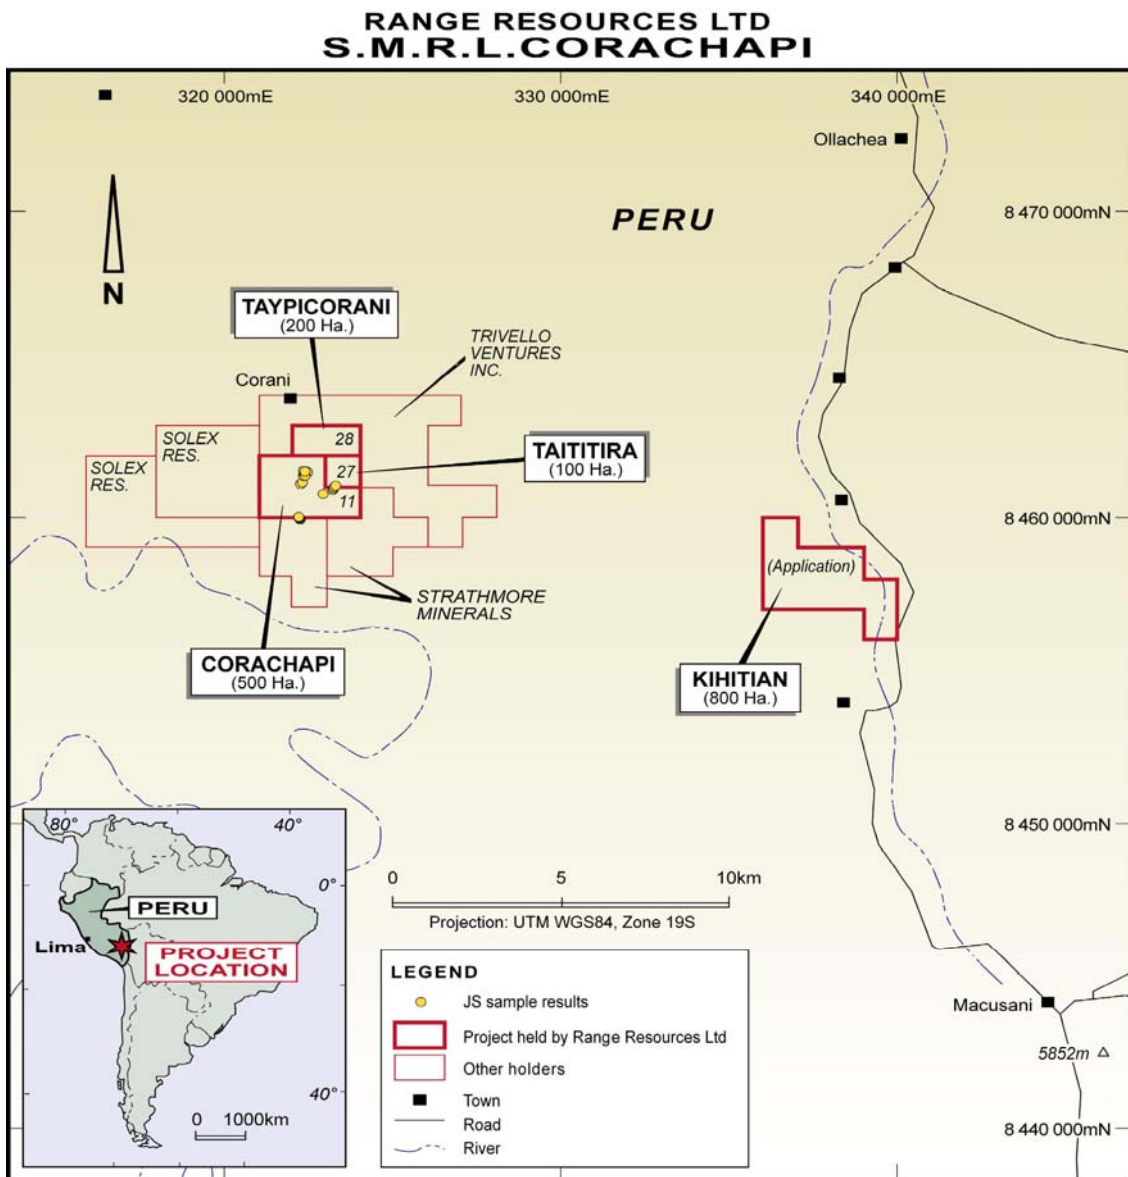 RANGE RESOURCES LTD
S.M.R.L.CORACHAPI
320 000mE
330 000mE
340 000mE
Ollachea
8 470 000mN
PERU
N
TAYPICORANI
(200 Ha.)
TRIVELLO
VENTURES
INC.
Corani
SOLEX
RES.
SOLEX
RES.
28
27
11
TAITITIRA
(100 Ha.)
8 460 000mN
(Application)
STRATHMORE
MINERALS
CORACHAPI
(500 Ha.)
KIHITIAN
(800 Ha.)
8 450 000mN
80°
40°
0°
PERU
Lima
PROJECT
LOCATION
40°
0 1000km
0 5 10km
Projection: UTM WGS84, Zone 19S
LEGEND
JS sample results
Project held by Range Resources Ltd
Other holders
Town
Road
River
Macusani
5852m
8 440 000mN